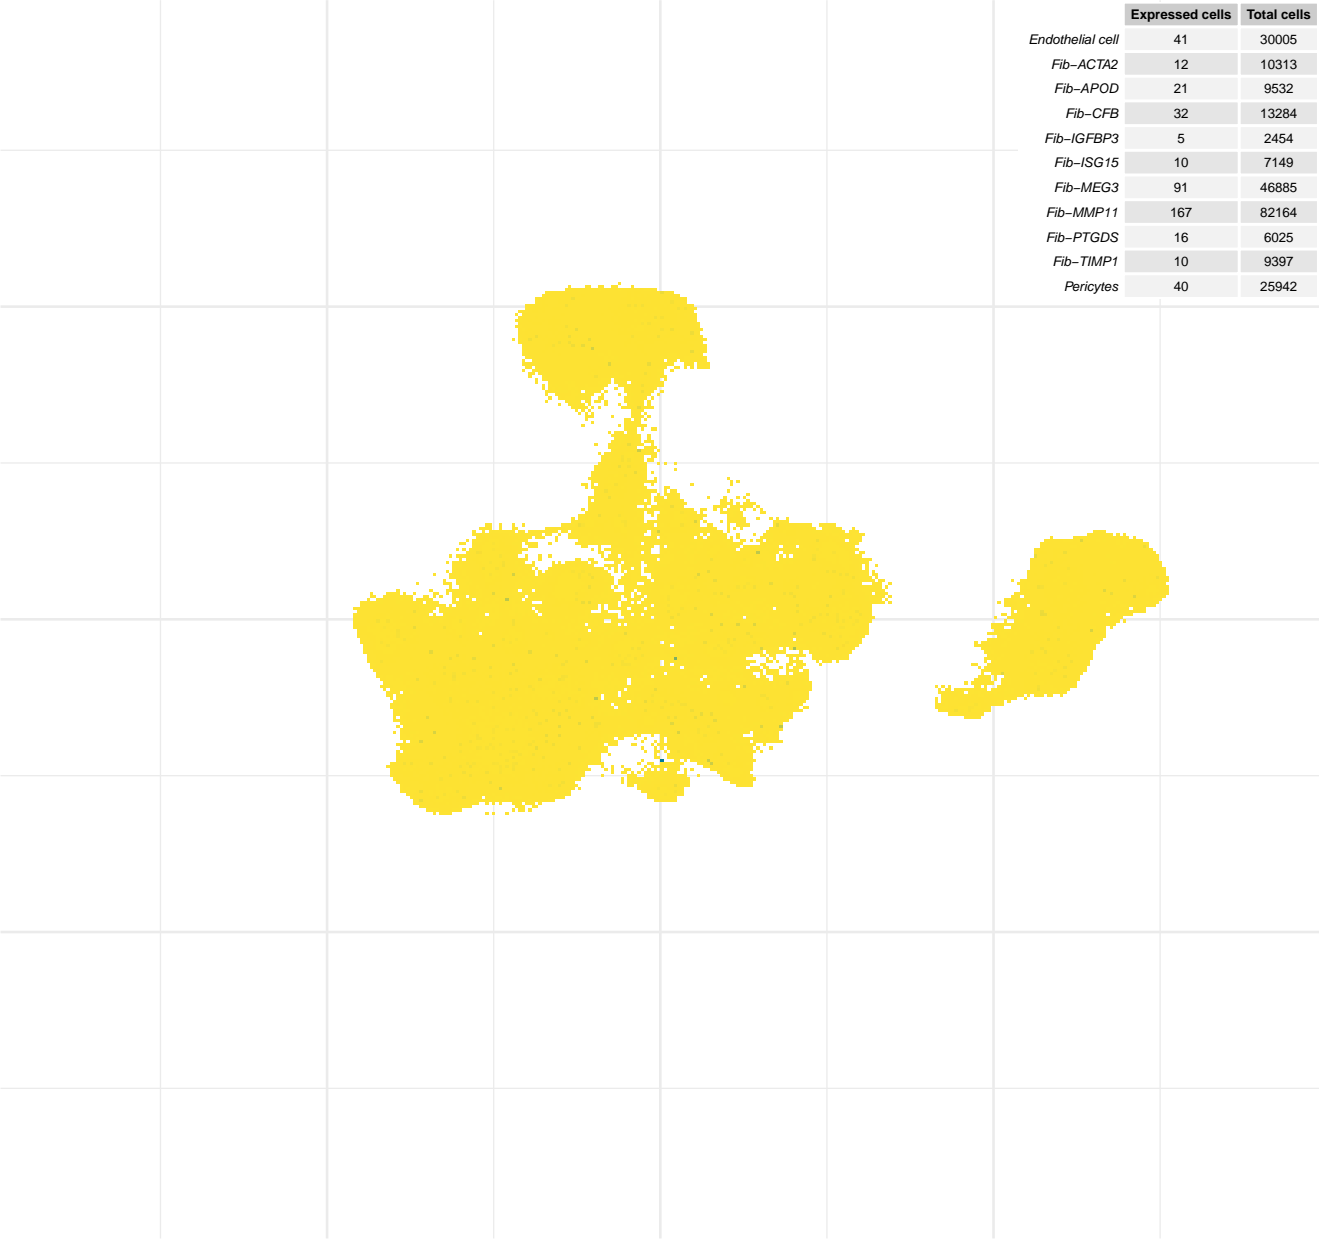 Expressed cells Total cells
Endothelial cell 41 30005
Fib−ACTA2 12 10313
Fib−APOD 21 9532
Fib−CFB 32 13284
Fib−IGFBP3 5 2454
Fib−ISG15 10 7149
Fib−MEG3 91 46885
Fib−MMP11 167 82164
Fib−PTGDS 16 6025
Fib−TIMP1 10 9397
Pericytes 40 25942